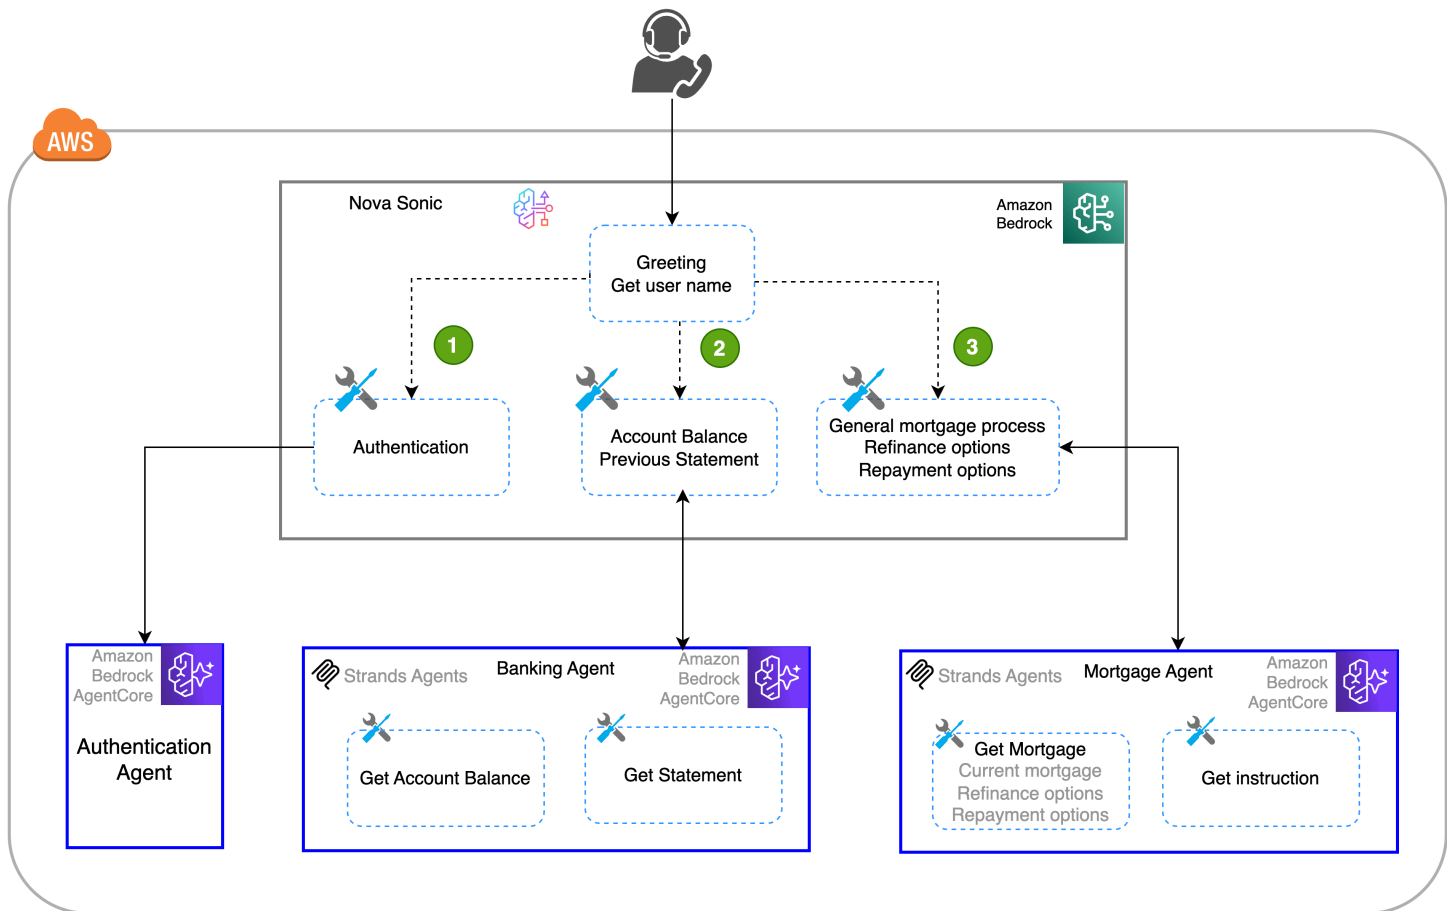 AWS
Nova Sonic
Amazon
Bedrock
Greeting
Get user name
1
2
3
Authentication
Account Balance
Previous Statement
General mortgage process
Refinance options
Repayment options
Amazon
Bedrock
AgentCore
Authentication
Agent
Strands Agents
Banking Agent
Amazon
Bedrock
AgentCore
Get Account Balance
Get Statement
Strands Agents
Mortgage Agent
Amazon
Bedrock
AgentCore
Get Mortgage
Current mortgage
Refinance options
Repayment options
Get instruction